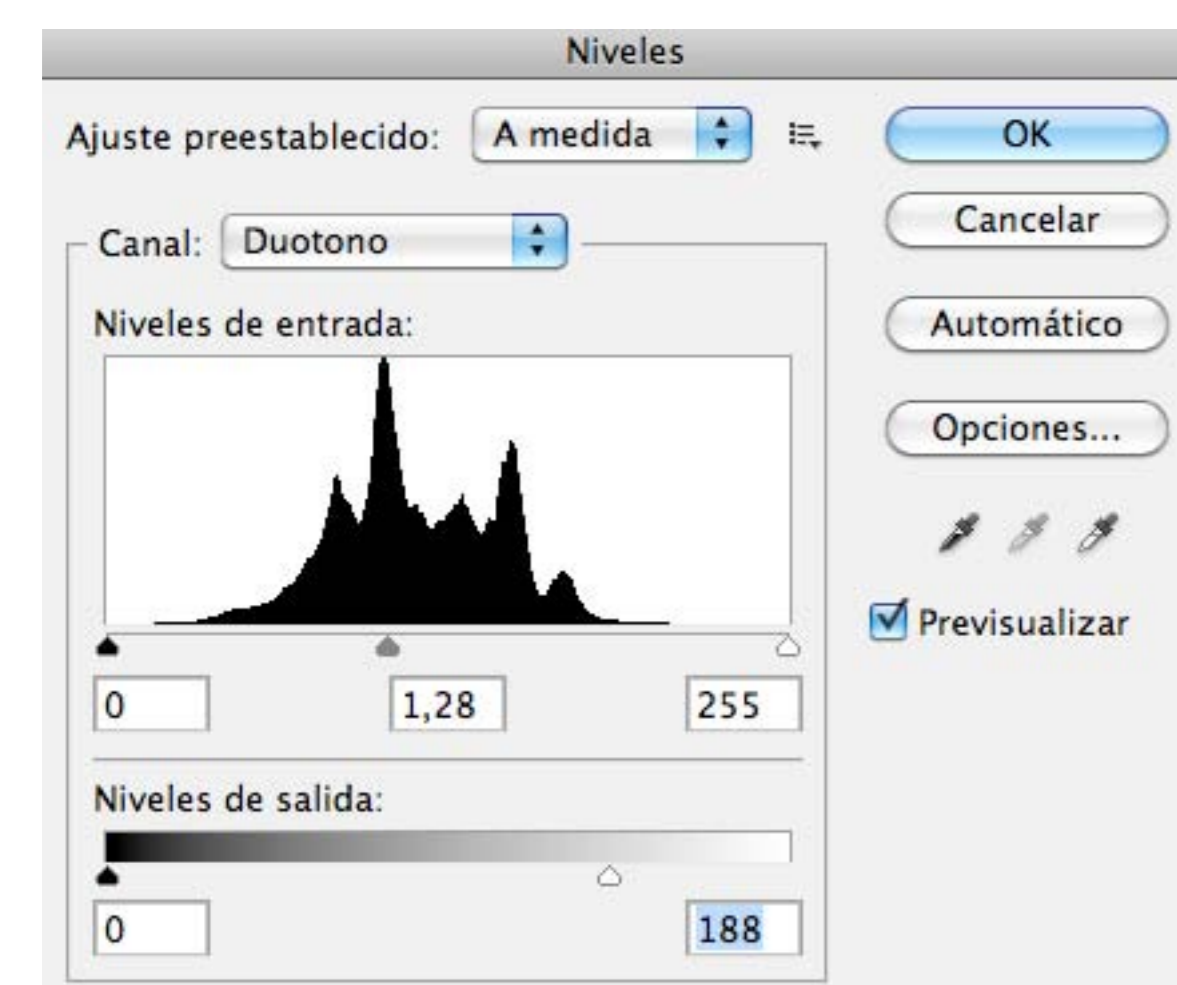 Niveles
Ajuste preestablecido: A medida
OK
Cancelar
Canal: Duotono
Niveles de entrada:
Automático
Opciones...
Previsualizar
0 1,28 255
Niveles de salida:
0 188